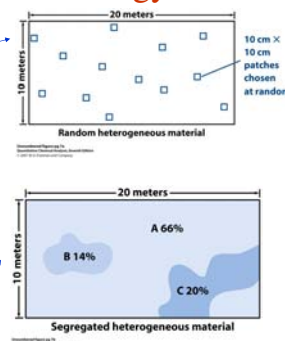 20 meters
10 meters
10 cm ×
10 cm
patches
chosen
at randor
Random heterogeneous material
20 meters
10 meters
A 66%
B 14%
C 20%
Segregated heterogeneous material